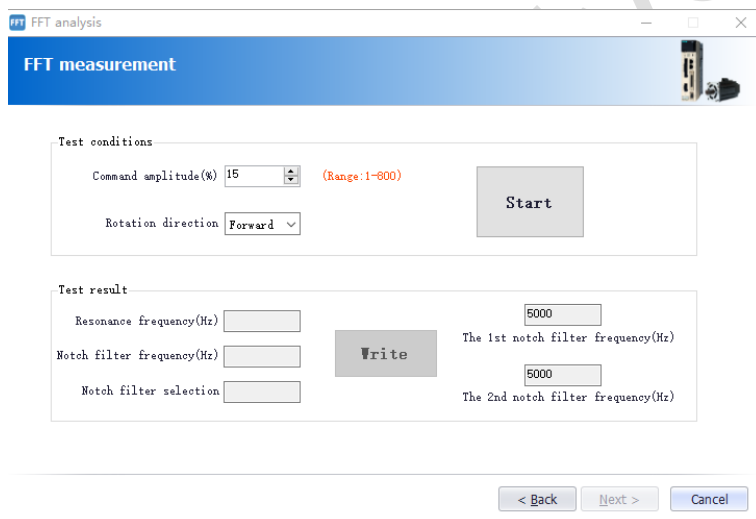 FFT FFT analysis
FFT measurement
Test conditions
Command amplitude(%) 15 (Range:1-800)
Start
Rotation direction Forward
Test result
Resonance frequency(Hz)
5000
The 1st notch filter frequency(Hz)
Notch filter frequency(Hz)
Write
5000
Notch filter selection
The 2nd notch filter frequency(Hz)
< Back Next > Cancel